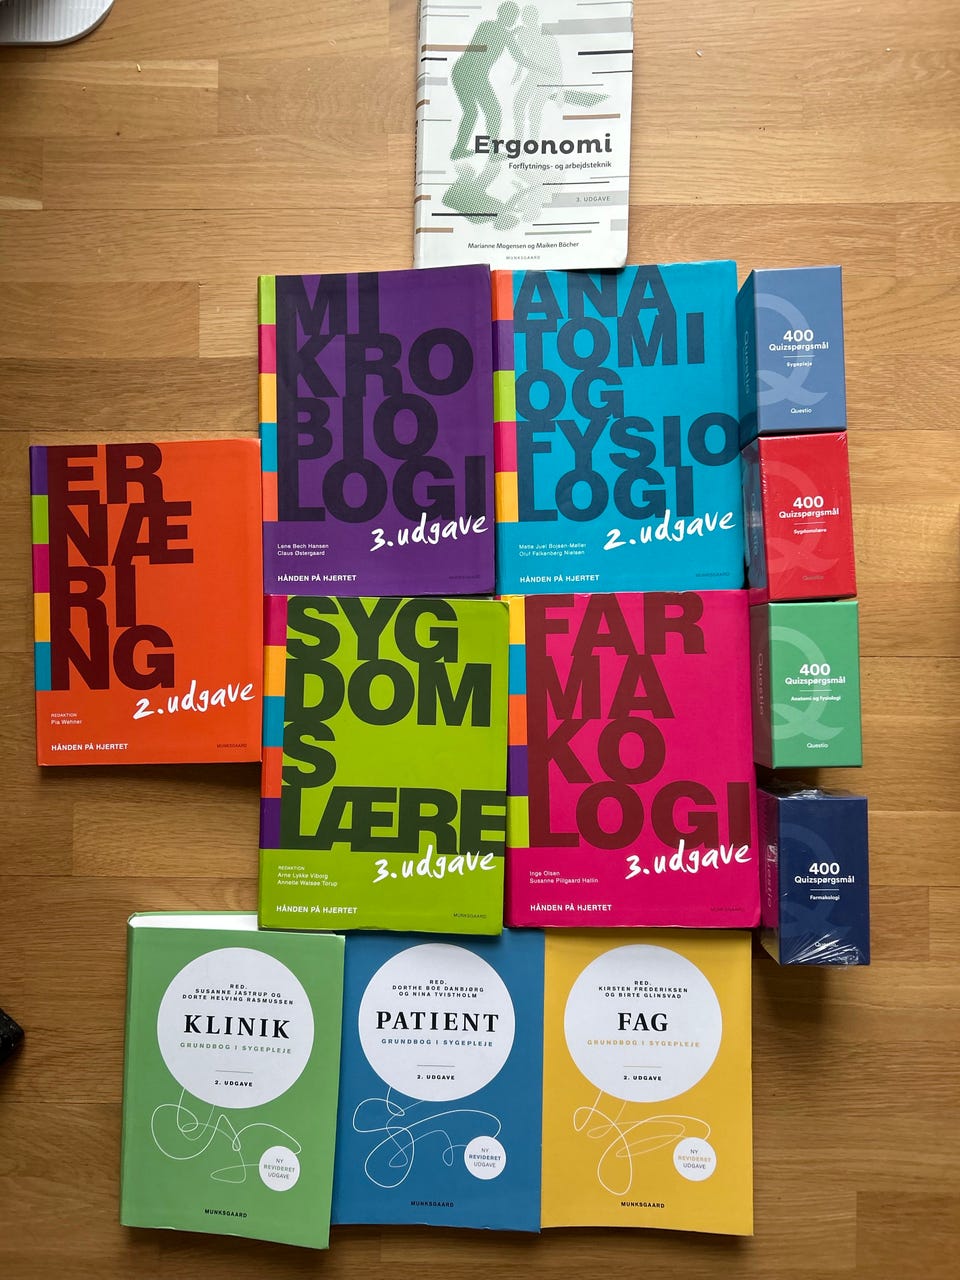 Ergonomi
Forflytnings- og arbejdsteknik
3. UDGAVE
Marianne Mogensen og Maiken Böcher
MUNKSGAARD
MI
KRO
BIO
LOGI
3.udgave
Lene Bech Hansen
Claus Østergaard
HÅNDEN PÅ HJERTET
MUNKSGAARD
ANA
TOMI
OG
FYSIO
LOGI
2.udgave
Mette Juel Bojsen-Møller
Oluf Falkenberg Nielsen
HÅNDEN PÅ HJERTET
MUNKSGAARD
400
Quizspørgsmål
Sygepleje
Questio
Questio
400
Quizspørgsmål
Sygdomslære
Questio
ER
NÆ
RI
NG
2.udgave
REDAKTION
Pia Wehner
HÅNDEN PÅ HJERTET
MUNKSGAARD
SYG
DOM
S
LÆRE
3.udgave
REDAKTION
Arne Lykke Viborg
Annette Walsøe Torup
HÅNDEN PÅ HJERTET
MUNKSGAARD
FAR
MA
KO
LOGI
3.udgave
Inge Olsen
Susanne Pilgaard Hallin
HÅNDEN PÅ HJERTET
MUNKSGAARD
400
Quizspørgsmål
Anatomi og fysiologi
Questio
Questio
400
Quizspørgsmål
Farmakologi
Questio
Questio
RED.
SUSANNE JASTRUP OG
DORTE HELVING RASMUSSEN
KLINIK
GRUNDBOG I SYGEPLEJE
2. UDGAVE
NY
REVIDERET
UDGAVE
MUNKSGAARD
RED.
DORTHE BOE DANBJØRG
OG NINA TVISTHOLM
PATIENT
GRUNDBOG I SYGEPLEJE
2. UDGAVE
NY
REVIDERET
UDGAVE
MUNKSGAARD
RED.
KIRSTEN FREDERIKSEN
OG BIRTE GLINSVAD
FAG
GRUNDBOG I SYGEPLEJE
2. UDGAVE
NY
REVIDERET
UDGAVE
MUNKSGAARD